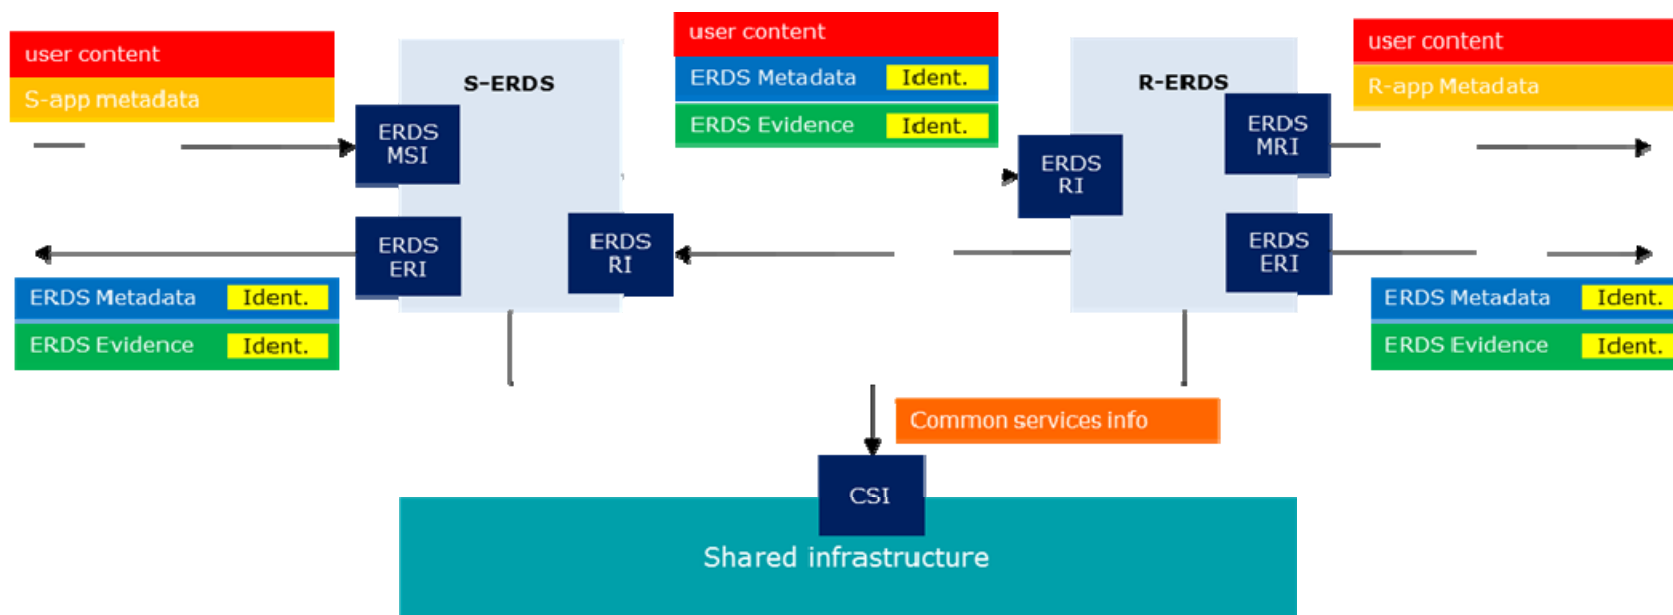 user content
S-app metadata
S-ERDS
ERDS
MSI
ERDS
ERI
ERDS
RI
ERDS Metadata Ident.
ERDS Evidence Ident.
user content
ERDS Metadata Ident.
ERDS Evidence Ident.
R-ERDS
ERDS
RI
ERDS
MRI
ERDS
ERI
user content
R-app Metadata
ERDS Metadata Ident.
ERDS Evidence Ident.
Common services info
CSI
Shared infrastructure